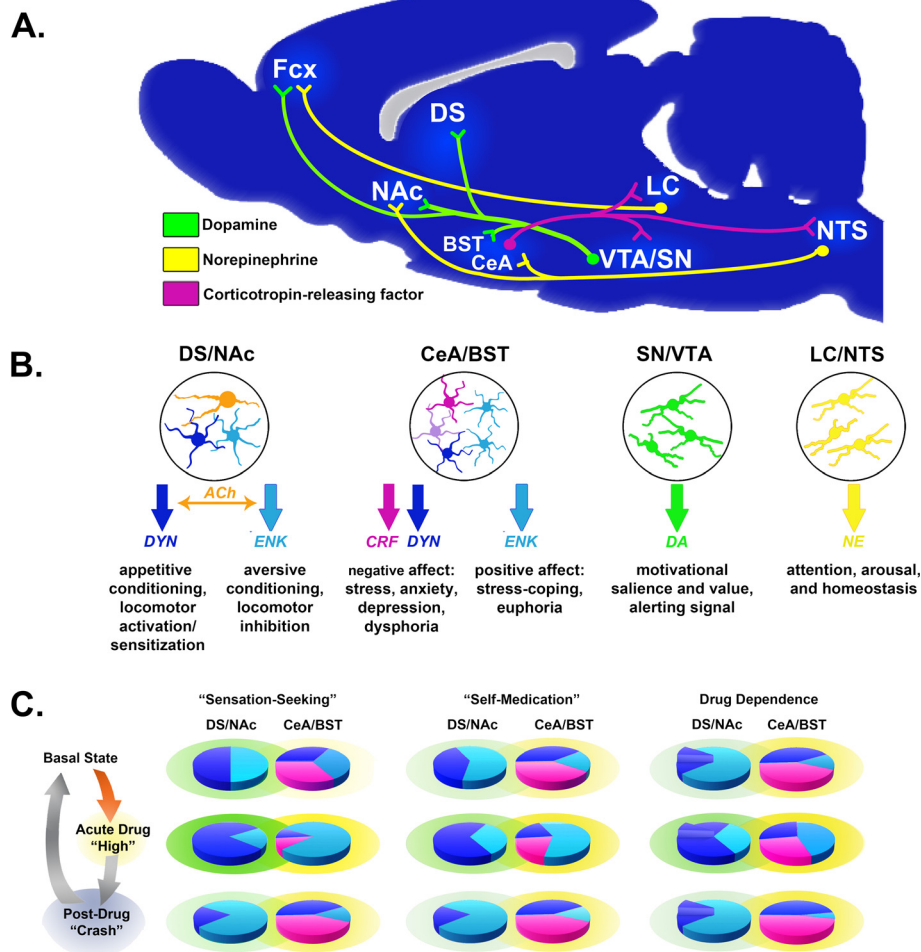 A.
Fcx
DS
NAc
LC
BST
CeA
VTA/SN
NTS
Dopamine
Norepinephrine
Corticotropin-releasing factor
B.
DS/NAc
CeA/BST
SN/VTA
LC/NTS
ACh
DYN
ENK
CRF
DYN
ENK
DA
NE
appetitive
conditioning,
locomotor
activation/
sensitization
aversive
conditioning,
locomotor
inhibition
negative affect:
stress, anxiety,
depression,
dysphoria
positive affect:
stress-coping,
euphoria
motivational
salience and value,
alerting signal
attention, arousal,
and homeostasis
C.
“Sensation-Seeking”
“Self-Medication”
Drug Dependence
DS/NAc
CeA/BST
DS/NAc
CeA/BST
DS/NAc
CeA/BST
Basal State
Acute Drug
“High”
Post-Drug
“Crash”